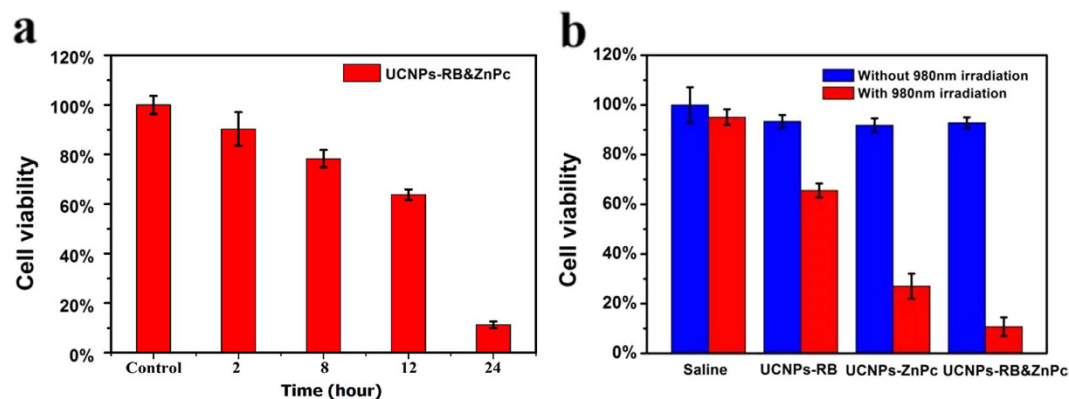 a
120%
100%
80%
60%
40%
20%
0%
Cell viability
UCNPs-RB&ZnPc
Control 2 8 12 24
Time (hour)
b
120%
100%
80%
60%
40%
20%
0%
Cell viability
Without 980nm irradiation
With 980nm irradiation
Saline UCNPs-RB UCNPs-ZnPc UCNPs-RB&ZnPc